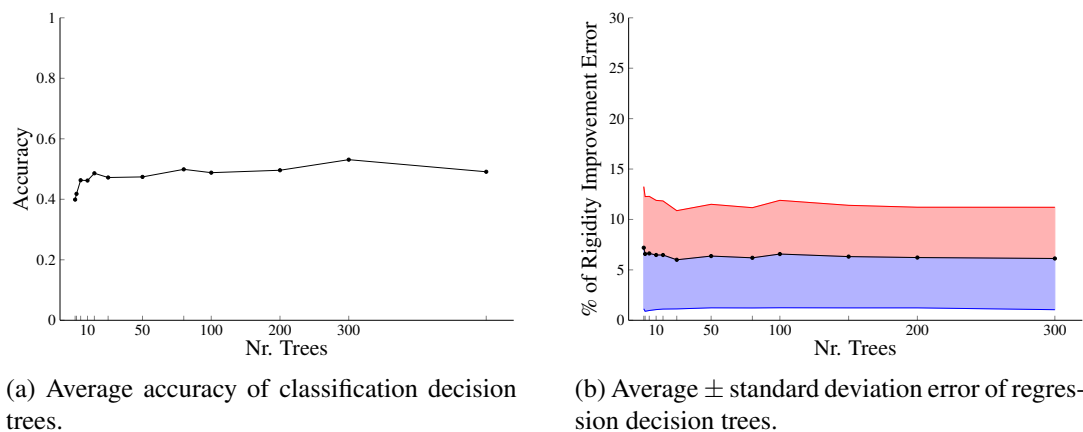 1
0.8
0.6
0.4
0.2
0
Accuracy
10 50 100 200 300
Nr. Trees
(a) Average accuracy of classification decision
trees.
30
25
20
15
10
5
0
% of Rigidity Improvement Error
10 50 100 200 300
Nr. Trees
(b) Average ± standard deviation error of regres-
sion decision trees.